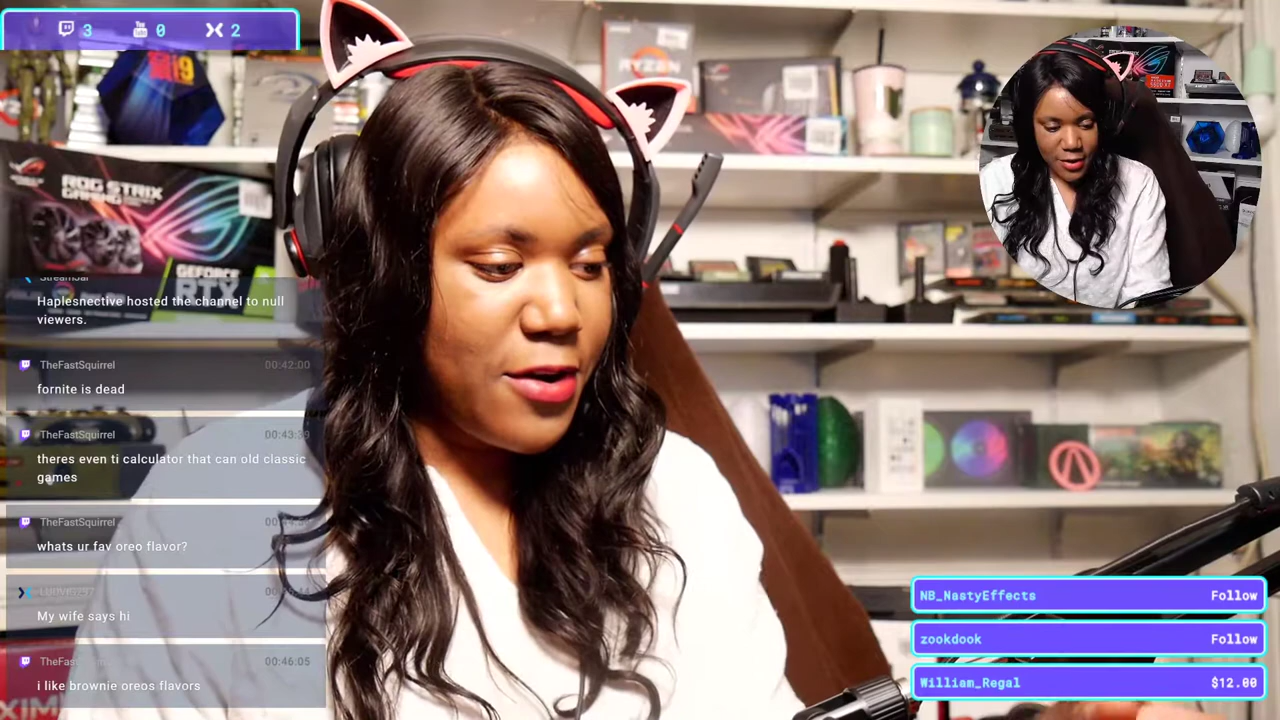 3
0
2
i9
RYZEN
ROG STRIX
GAMING
GEFORCE
RTX
StreamJar
Haplesnective hosted the channel to null
viewers.
TheFastSquirrel 00:42:00
fornite is dead
TheFastSquirrel
theres even ti calculator that can old classic
games
TheFastSquirrel
whats ur fav oreo flavor?
My wife says hi
00:46:05
i like brownie oreos flavors
NB_NastyEffects Follow
zookdook Follow
William_Regal $12.00